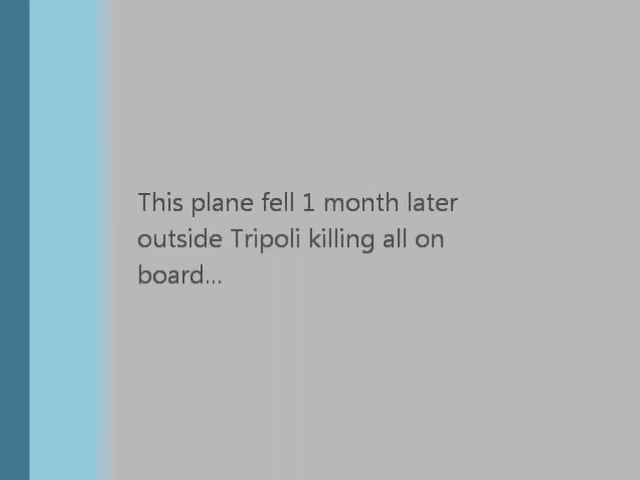 This plane fell 1 month later
outside Tripoli killing all on
board...